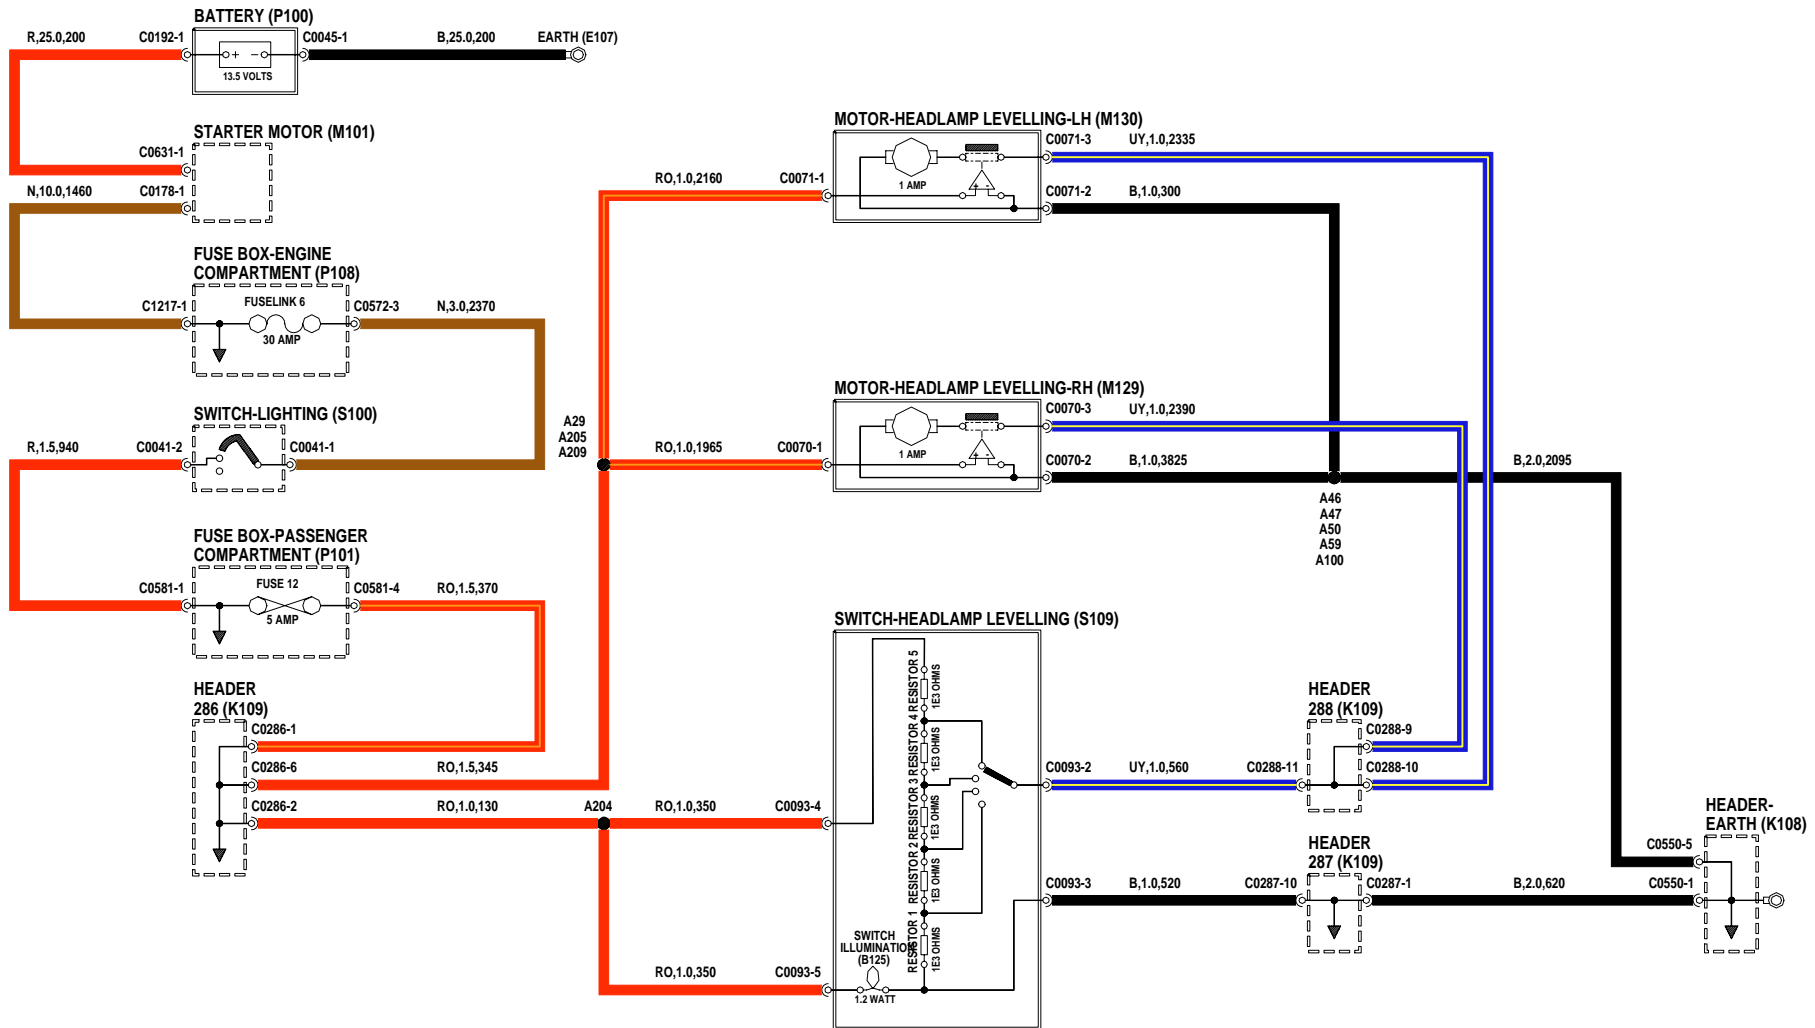 BATTERY (P100)
R,25.0,200
C0192-1
C0045-1
B,25.0,200
EARTH (E107)
+ -
13.5 VOLTS
STARTER MOTOR (M101)
C0631-1
N,10.0,1460
C0178-1
FUSE BOX-ENGINE
COMPARTMENT (P108)
C1217-1
FUSELINK 6
C0572-3
N,3.0,2370
30 AMP
SWITCH-LIGHTING (S100)
R,1.5,940
C0041-2
C0041-1
FUSE BOX-PASSENGER
COMPARTMENT (P101)
C0581-1
FUSE 12
C0581-4
RO,1.5,370
5 AMP
HEADER
286 (K109)
C0286-1
C0286-6
RO,1.5,345
C0286-2
RO,1.0,130
A204
RO,1.0,350
C0093-4
A29
A205
A209
MOTOR-HEADLAMP LEVELLING-LH (M130)
RO,1.0,2160
C0071-1
1 AMP
+ -
C0071-3
UY,1.0,2335
C0071-2
B,1.0,300
MOTOR-HEADLAMP LEVELLING-RH (M129)
RO,1.0,1965
C0070-1
1 AMP
+ -
C0070-3
UY,1.0,2390
C0070-2
B,1.0,3825
B,2.0,2095
A46
A47
A50
A59
A100
SWITCH-HEADLAMP LEVELLING (S109)
RESISTOR 5
1E3 OHMS
RESISTOR 4
1E3 OHMS
RESISTOR 3
1E3 OHMS
RESISTOR 2
1E3 OHMS
RESISTOR 1
1E3 OHMS
SWITCH
ILLUMINATION
(B125)
1.2 WATT
RO,1.0,350
C0093-5
C0093-2
UY,1.0,560
C0288-11
HEADER
288 (K109)
C0288-9
C0288-10
C0093-3
B,1.0,520
C0287-10
HEADER
287 (K109)
C0287-1
B,2.0,620
C0550-1
C0550-5
HEADER-
EARTH (K108)